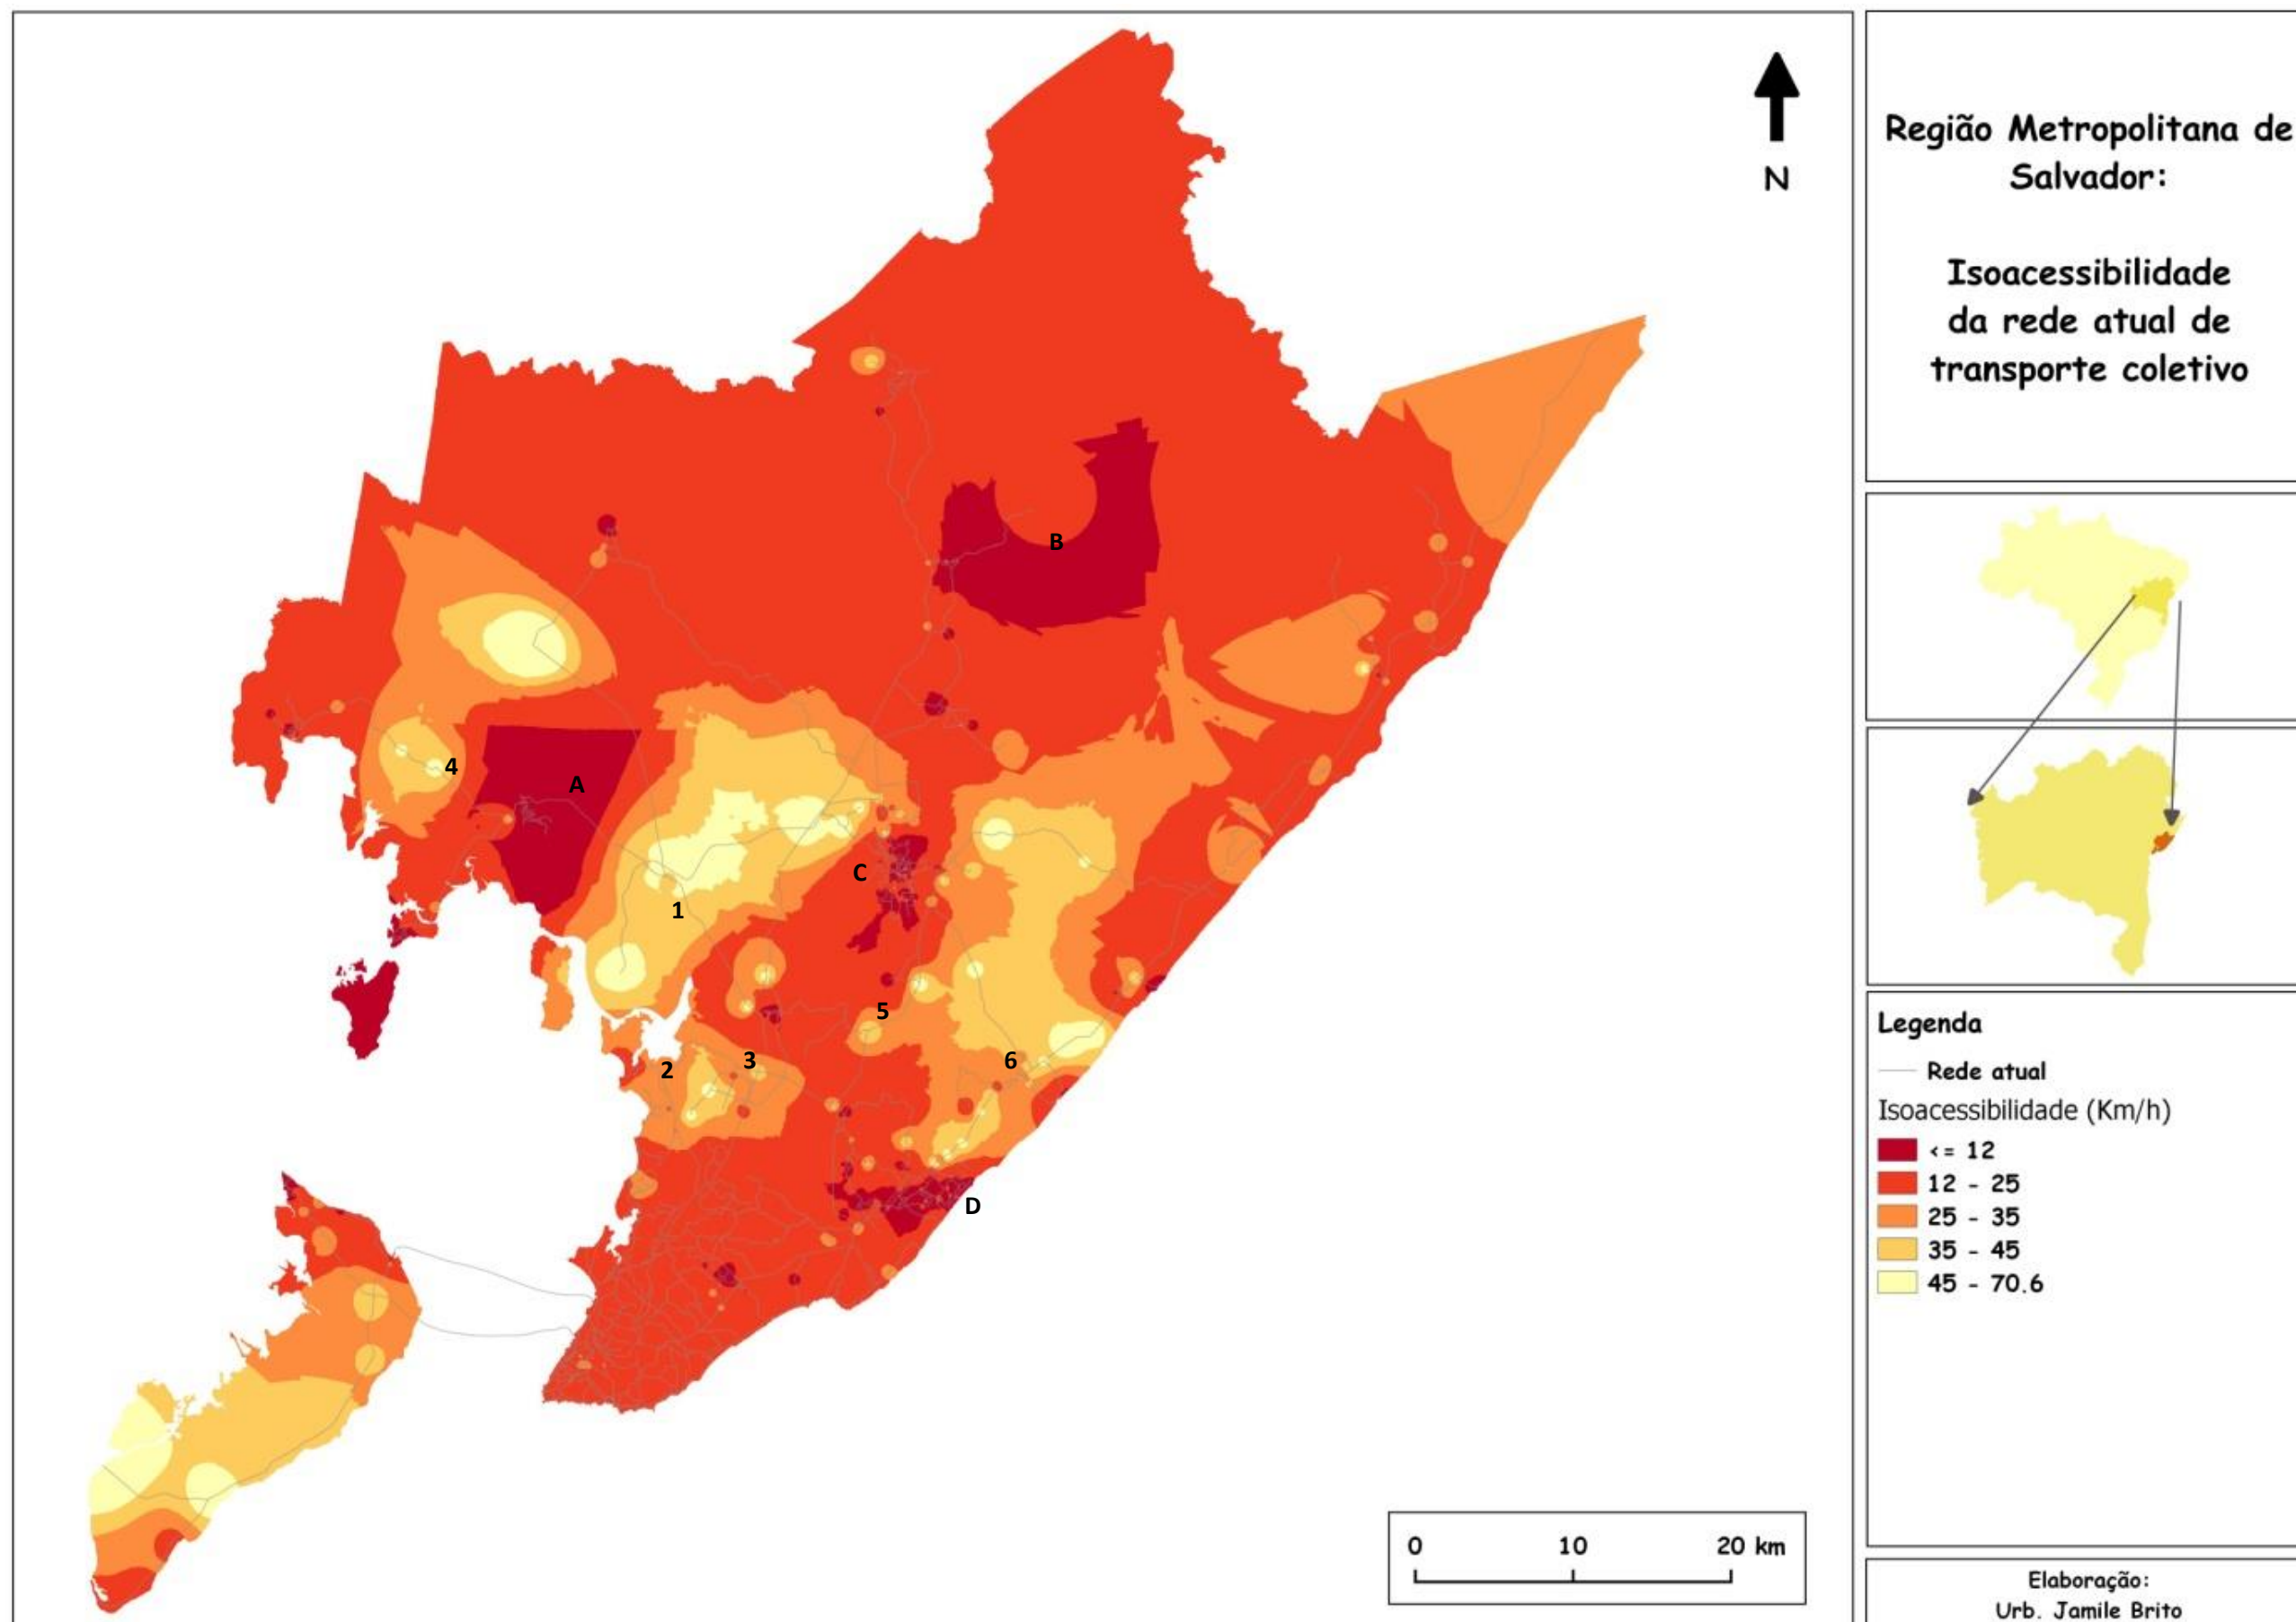 N
B
4
A
C
1
5
2
3
6
D
0 10 20 km
Região Metropolitana de
Salvador:
Isoacessibilidade
da rede atual de
transporte coletivo
Legenda
Rede atual
Isoacessibilidade (Km/h)
<= 12
12 - 25
25 - 35
35 - 45
45 - 70.6
Elaboração:
Urb. Jamile Brito